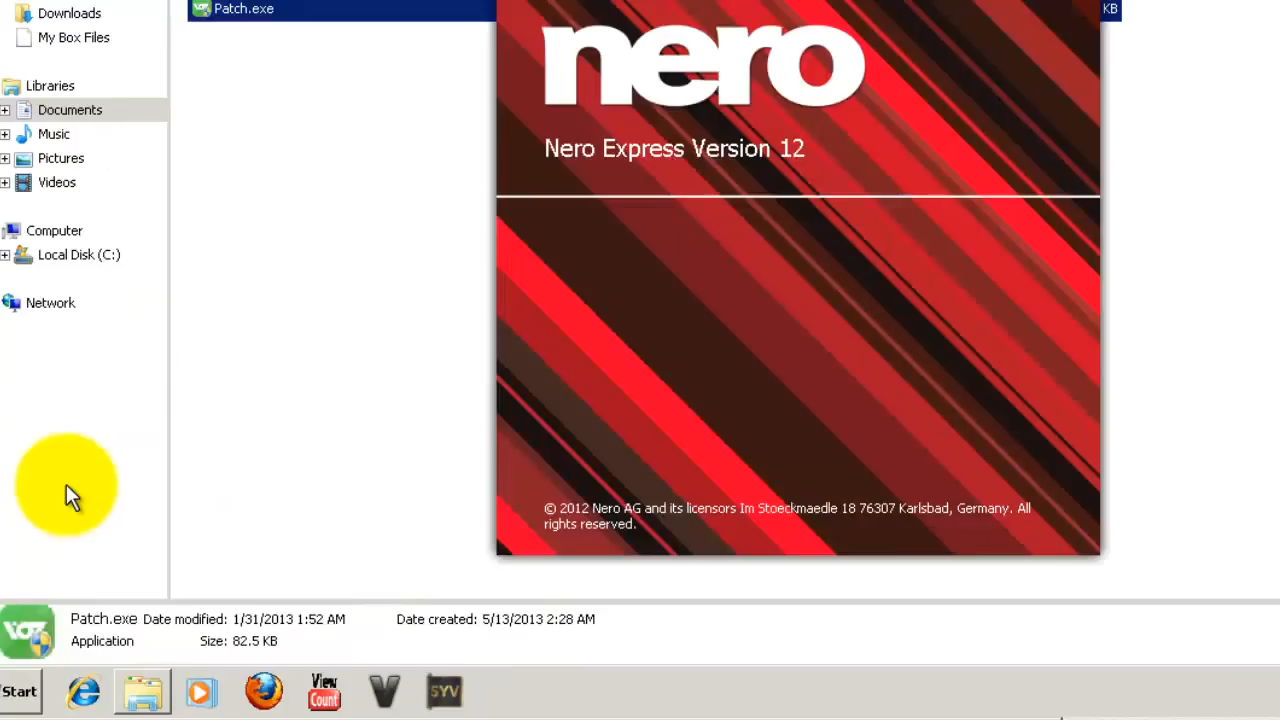 Downloads
Patch.exe
KB
My Box Files
Libraries
Documents
Music
Pictures
Videos
Computer
Local Disk (C:)
Network
nero
Nero Express Version 12
© 2012 Nero AG and its licensors Im Stoeckmaedle 18 76307 Karlsbad, Germany. All
rights reserved.
Patch.exe Date modified: 1/31/2013 1:52 AM Date created: 5/13/2013 2:28 AM
Application Size: 82.5 KB
Start
View
Count
V
5YV